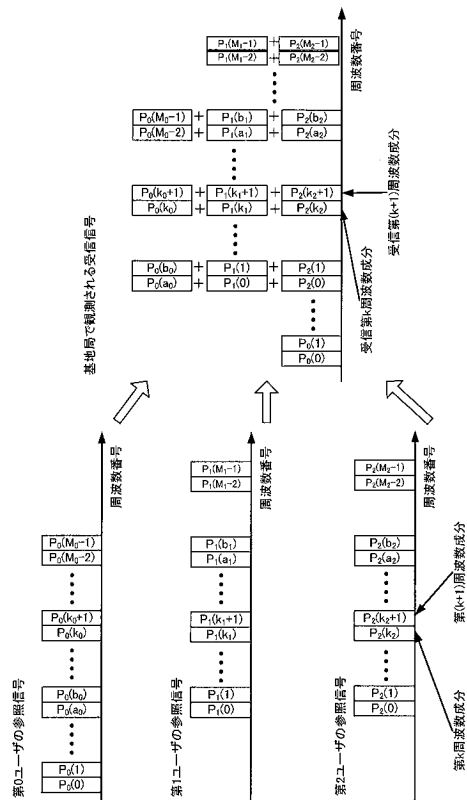 第0ユーザの参照信号
P₀(M₀-1)
P₀(M₀-2)
P₀(k₀+1)
P₀(k₀)
P₀(b₀)
P₀(a₀)
P₀(1)
P₀(0)
周波数番号
第1ユーザの参照信号
P₁(M₁-1)
P₁(M₁-2)
P₁(b₁)
P₁(a₁)
P₁(k₁+1)
P₁(k₁)
P₁(1)
P₁(0)
周波数番号
第2ユーザの参照信号
P₂(M₂-1)
P₂(M₂-2)
P₂(b₂)
P₂(a₂)
P₂(k₂+1)
P₂(k₂)
P₂(1)
P₂(0)
周波数番号
第k周波数成分
第(k+1)周波数成分
基地局で観測される受信信号
P₁(M₁-1) + P₂(M₂-1)
P₁(M₁-2) + P₂(M₂-2)
P₀(M₀-1) + P₁(b₁) + P₂(b₂)
P₀(M₀-2) + P₁(a₁) + P₂(a₂)
P₀(k₀+1) + P₁(k₁+1) + P₂(k₂+1)
P₀(k₀) + P₁(k₁) + P₂(k₂)
P₀(b₀) + P₁(1) + P₂(1)
P₀(a₀) + P₁(0) + P₂(0)
P₀(1)
P₀(0)
周波数番号
受信第k周波数成分
受信第(k+1)周波数成分